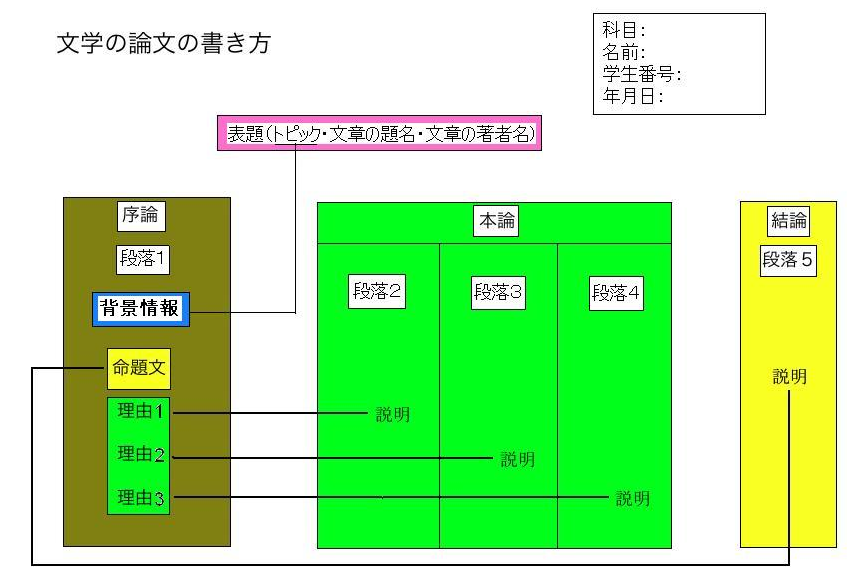 文学の論文の書き方
科目:
名前:
学生番号:
年月日:
表題(トピック・文章の題名・文章の著者名)
序論
段落1
背景情報
命題文
理由1
理由2
理由3
本論
段落2
段落3
段落4
説明
説明
説明
結論
段落5
説明